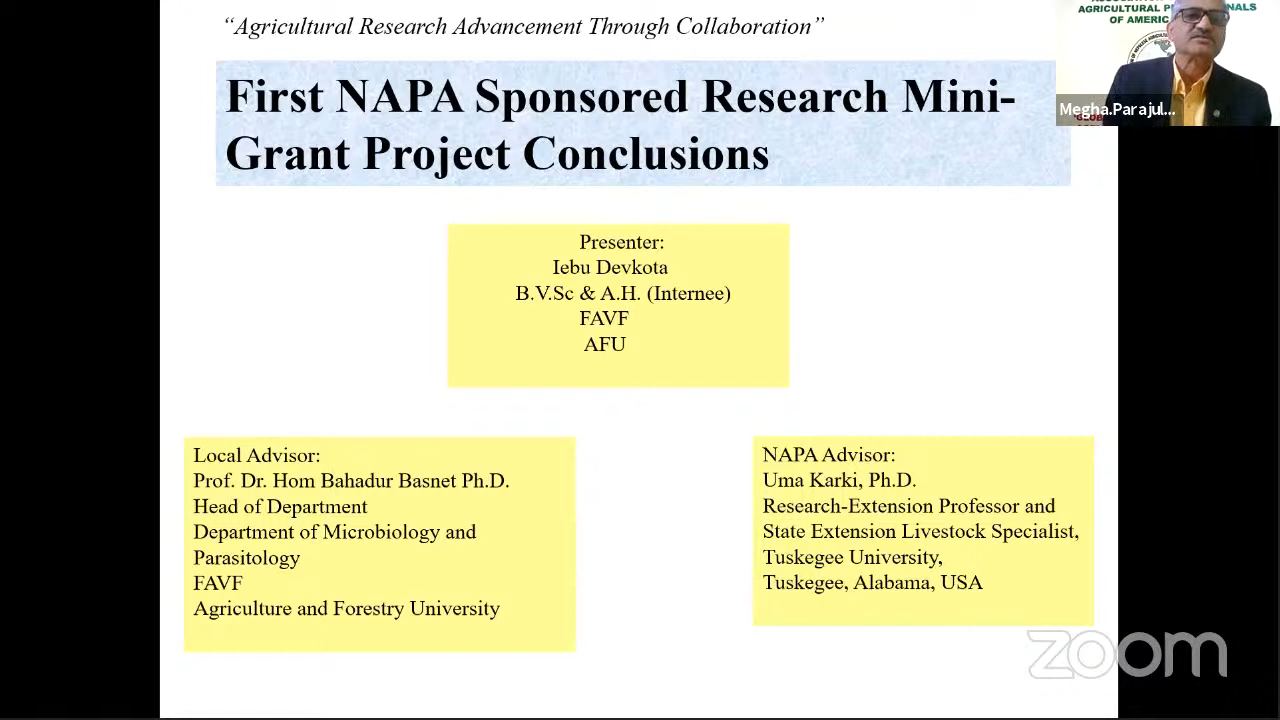 “Agricultural Research Advancement Through Collaboration”
First NAPA Sponsored Research Mini-
Grant Project Conclusions
AGRICULTURAL
OF AMERIC
Megha.Parajul...
Presenter:
Iebu Devkota
B.V.Sc & A.H. (Internee)
FAVF
AFU
Local Advisor:
Prof. Dr. Hom Bahadur Basnet Ph.D.
Head of Department
Department of Microbiology and
Parasitology
FAVF
Agriculture and Forestry University
NAPA Advisor:
Uma Karki, Ph.D.
Research-Extension Professor and
State Extension Livestock Specialist,
Tuskegee University,
Tuskegee, Alabama, USA
zoom